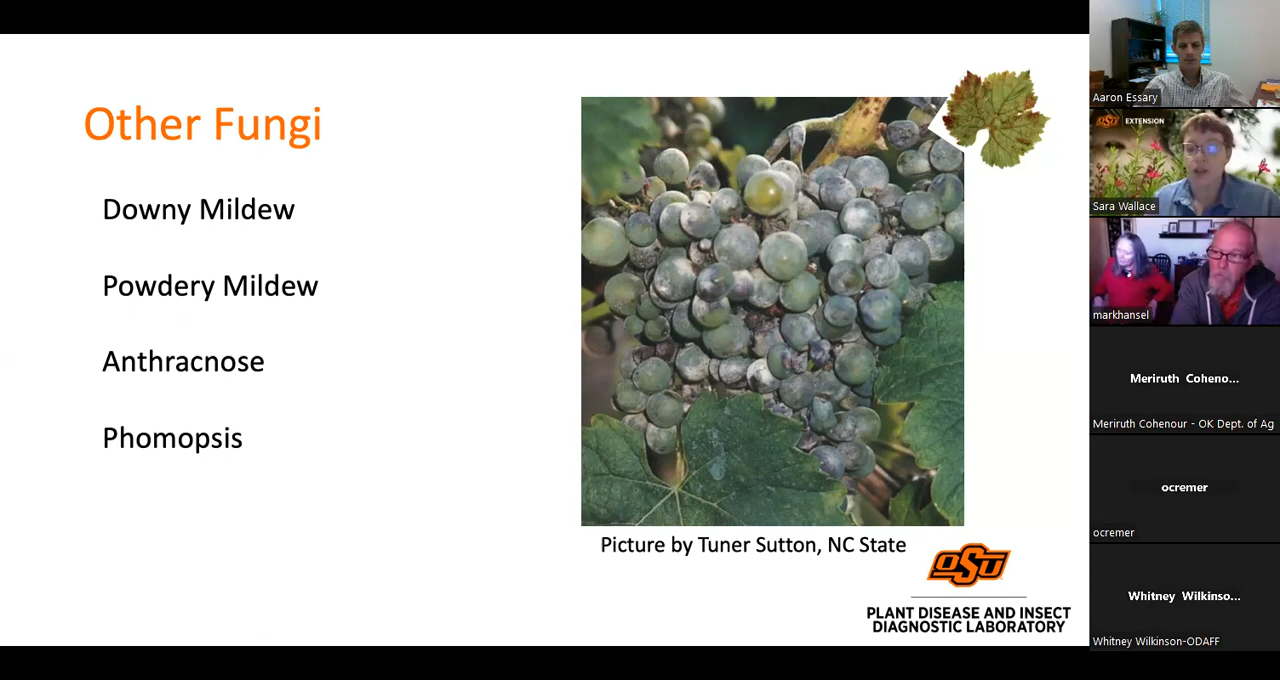 Other Fungi
Downy Mildew
Powdery Mildew
Anthracnose
Phomopsis
Picture by Tuner Sutton, NC State
OSU
PLANT DISEASE AND INSECT
DIAGNOSTIC LABORATORY
Aaron Essary
OSU EXTENSION
Sara Wallace
markhansel
Meriruth Coheno...
Meriruth Cohenour - OK Dept. of Ag
ocremer
ocremer
Whitney Wilkinso...
Whitney Wilkinson-ODAFF